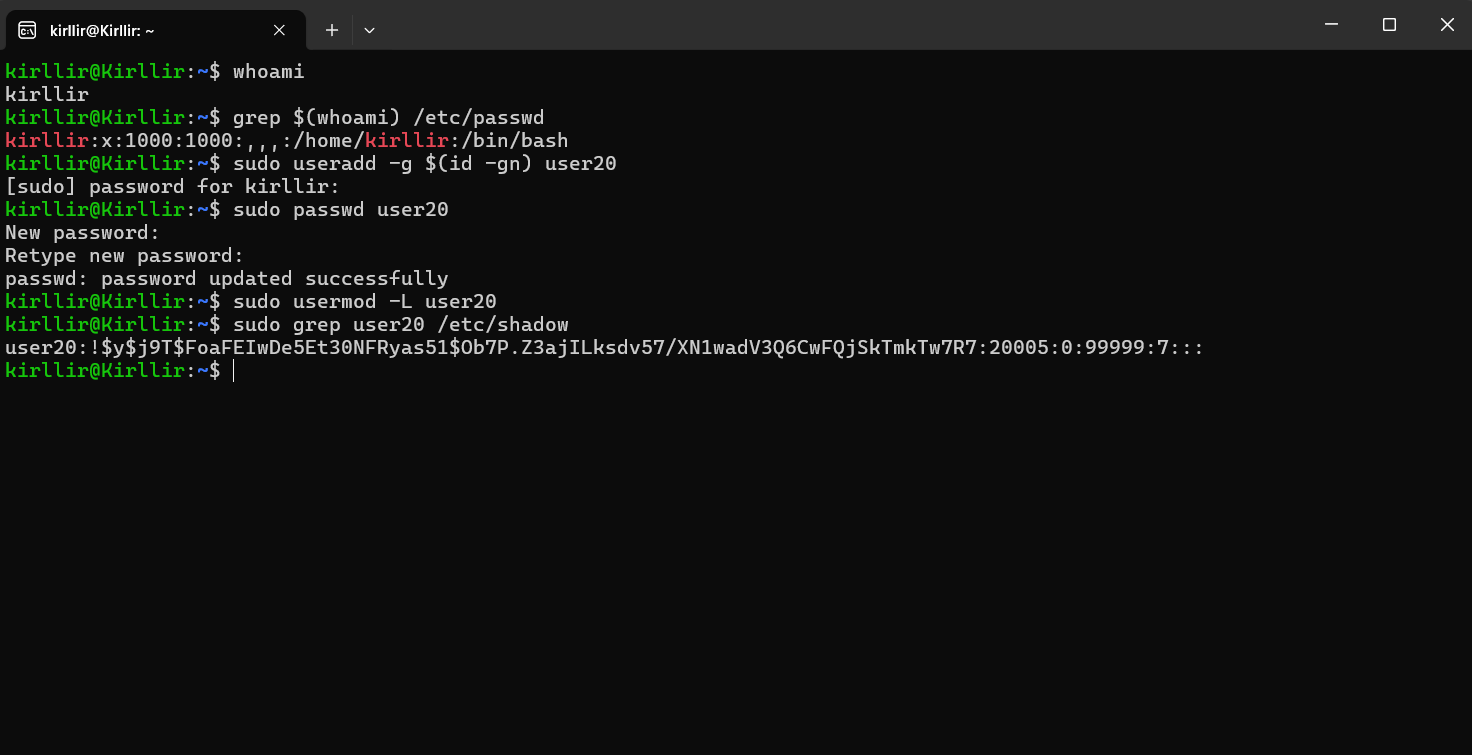 kirllir@Kirllir: ~
kirllir@Kirllir:~$ whoami
kirllir
kirllir@Kirllir:~$ grep $(whoami) /etc/passwd
kirllir:x:1000:1000:,,,:/home/kirllir:/bin/bash
kirllir@Kirllir:~$ sudo useradd -g $(id -gn) user20
[sudo] password for kirllir:
kirllir@Kirllir:~$ sudo passwd user20
New password:
Retype new password:
passwd: password updated successfully
kirllir@Kirllir:~$ sudo usermod -L user20
kirllir@Kirllir:~$ sudo grep user20 /etc/shadow
user20:!$y$j9T$FoaFEIwDe5Et30NFRyas51$Ob7P.Z3ajILksdv57/XN1wadV3Q6CwFQjSkTmkTw7R7:20005:0:99999:7:::
kirllir@Kirllir:~$